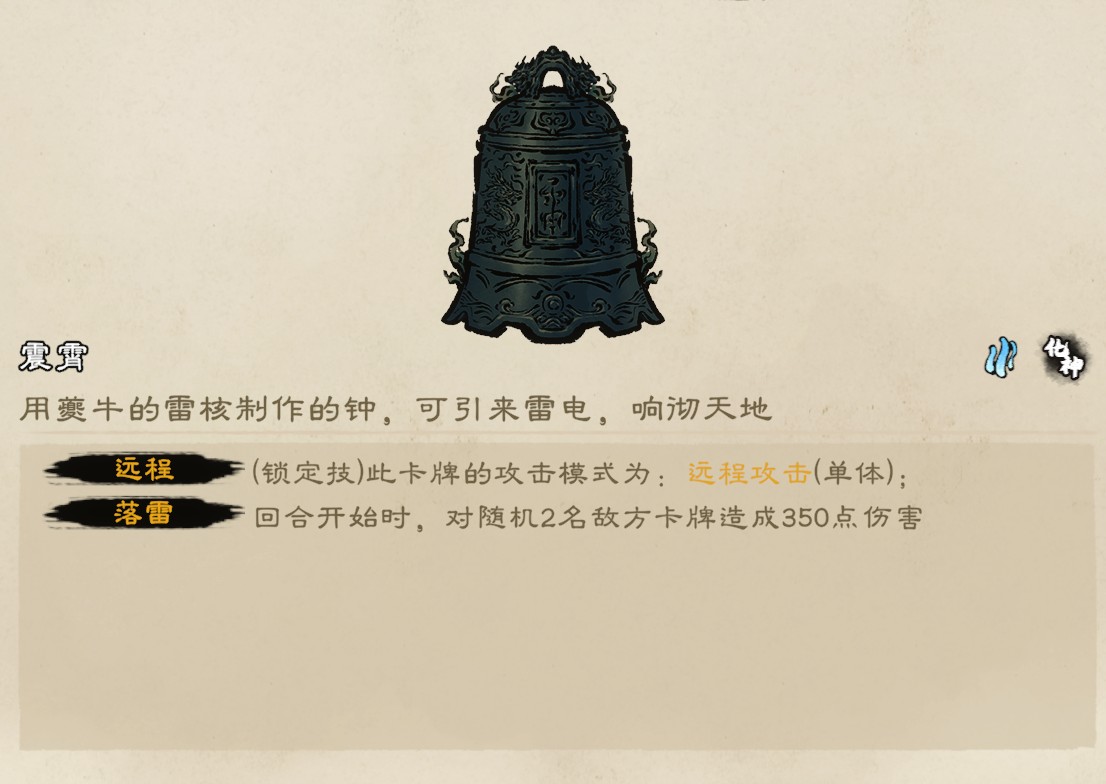 震霄
化神
用夔牛的雷核制作的钟，可引来雷电，响彻天地
远程 (锁定技)此卡牌的攻击模式为：远程攻击(单体)；
落雷 回合开始时，对随机2名敌方卡牌造成350点伤害